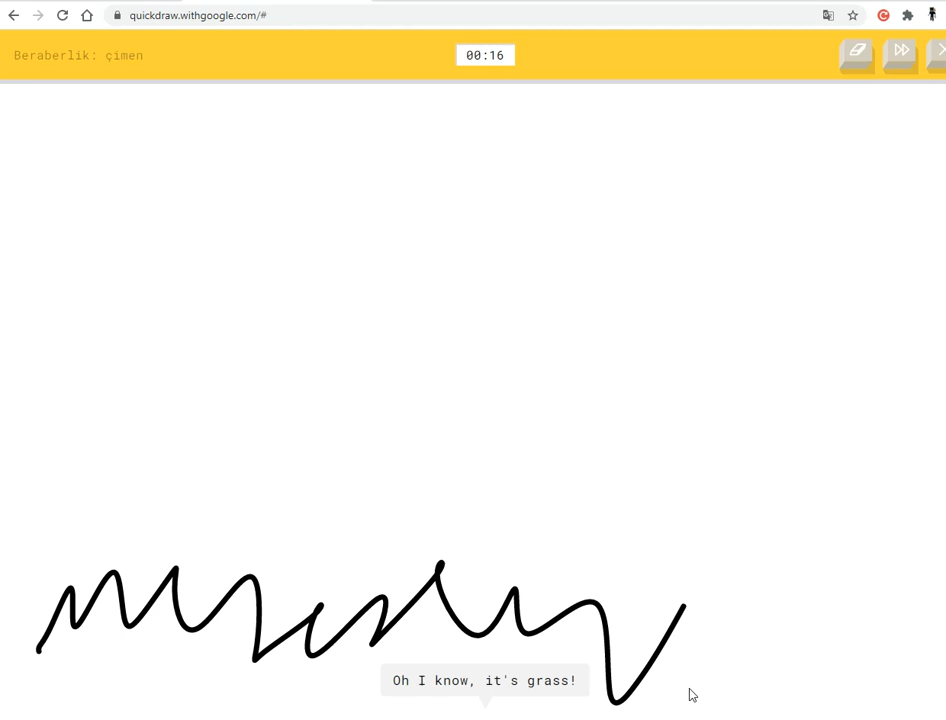 quickdraw.withgoogle.com/#
Beraberlik: çimen
00:16
Oh I know, it's grass!